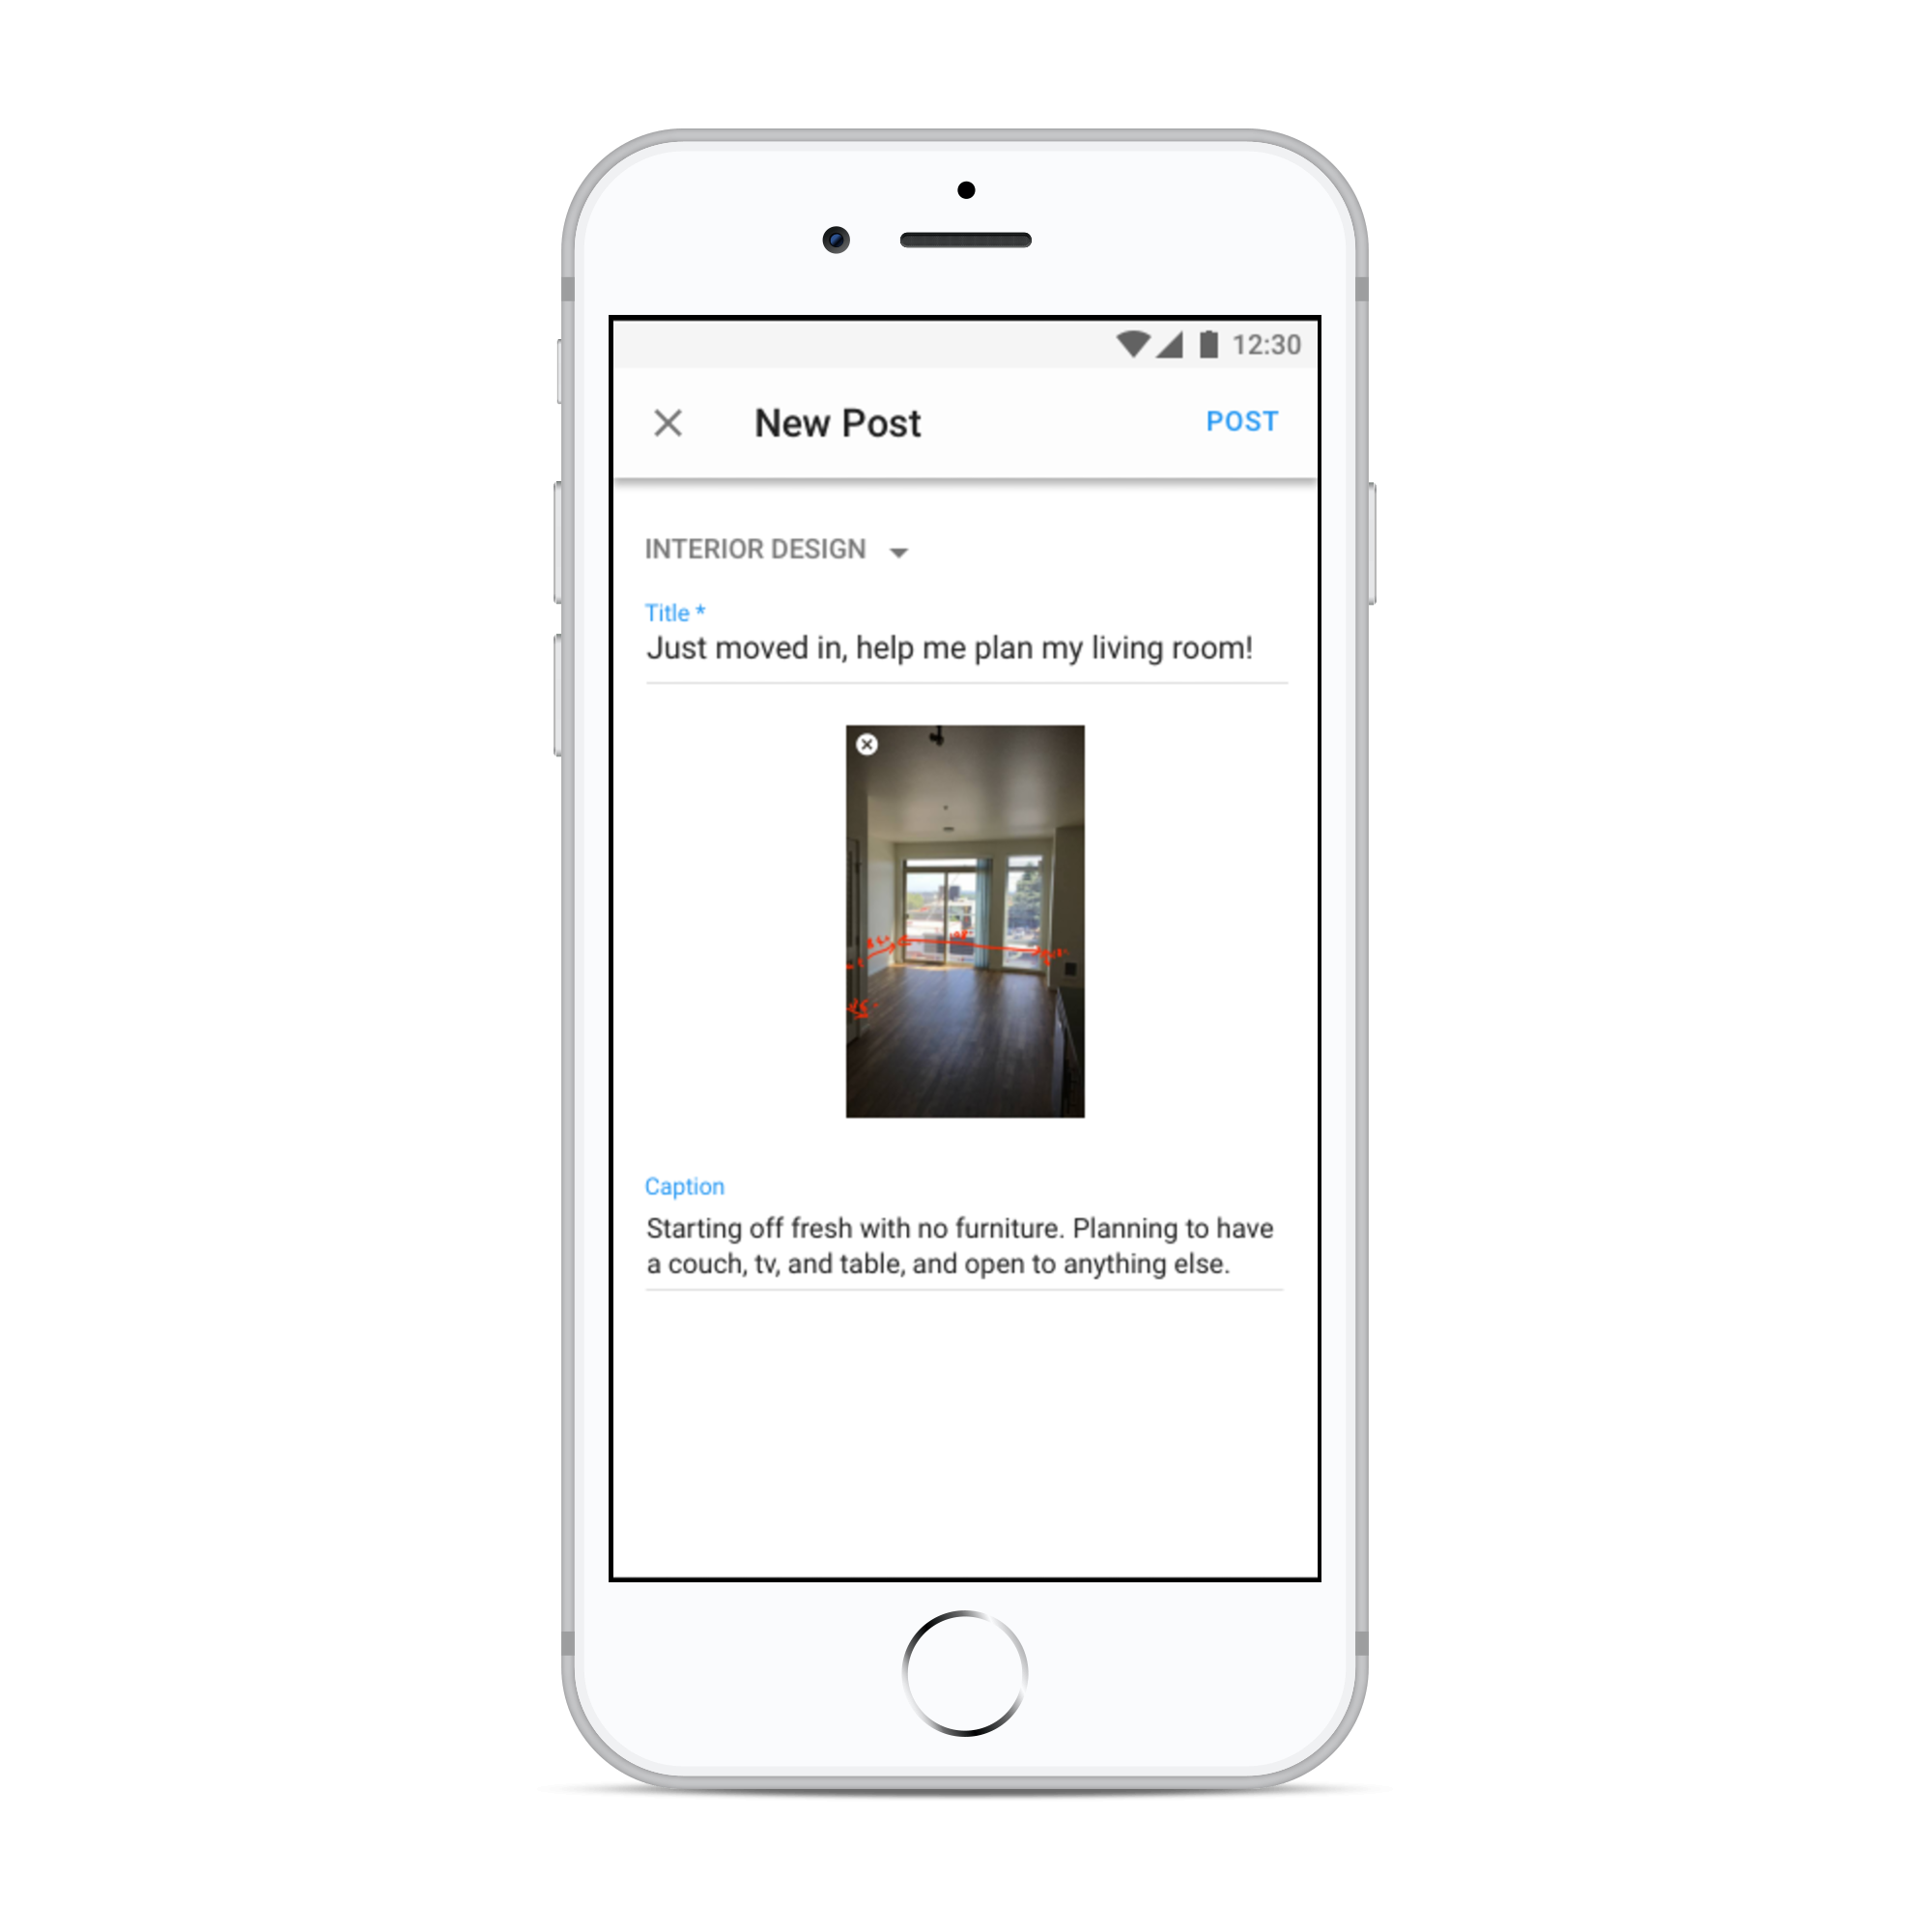 12:30
New Post
POST
INTERIOR DESIGN
Title *
Just moved in, help me plan my living room!
Caption
Starting off fresh with no furniture. Planning to have
a couch, tv, and table, and open to anything else.